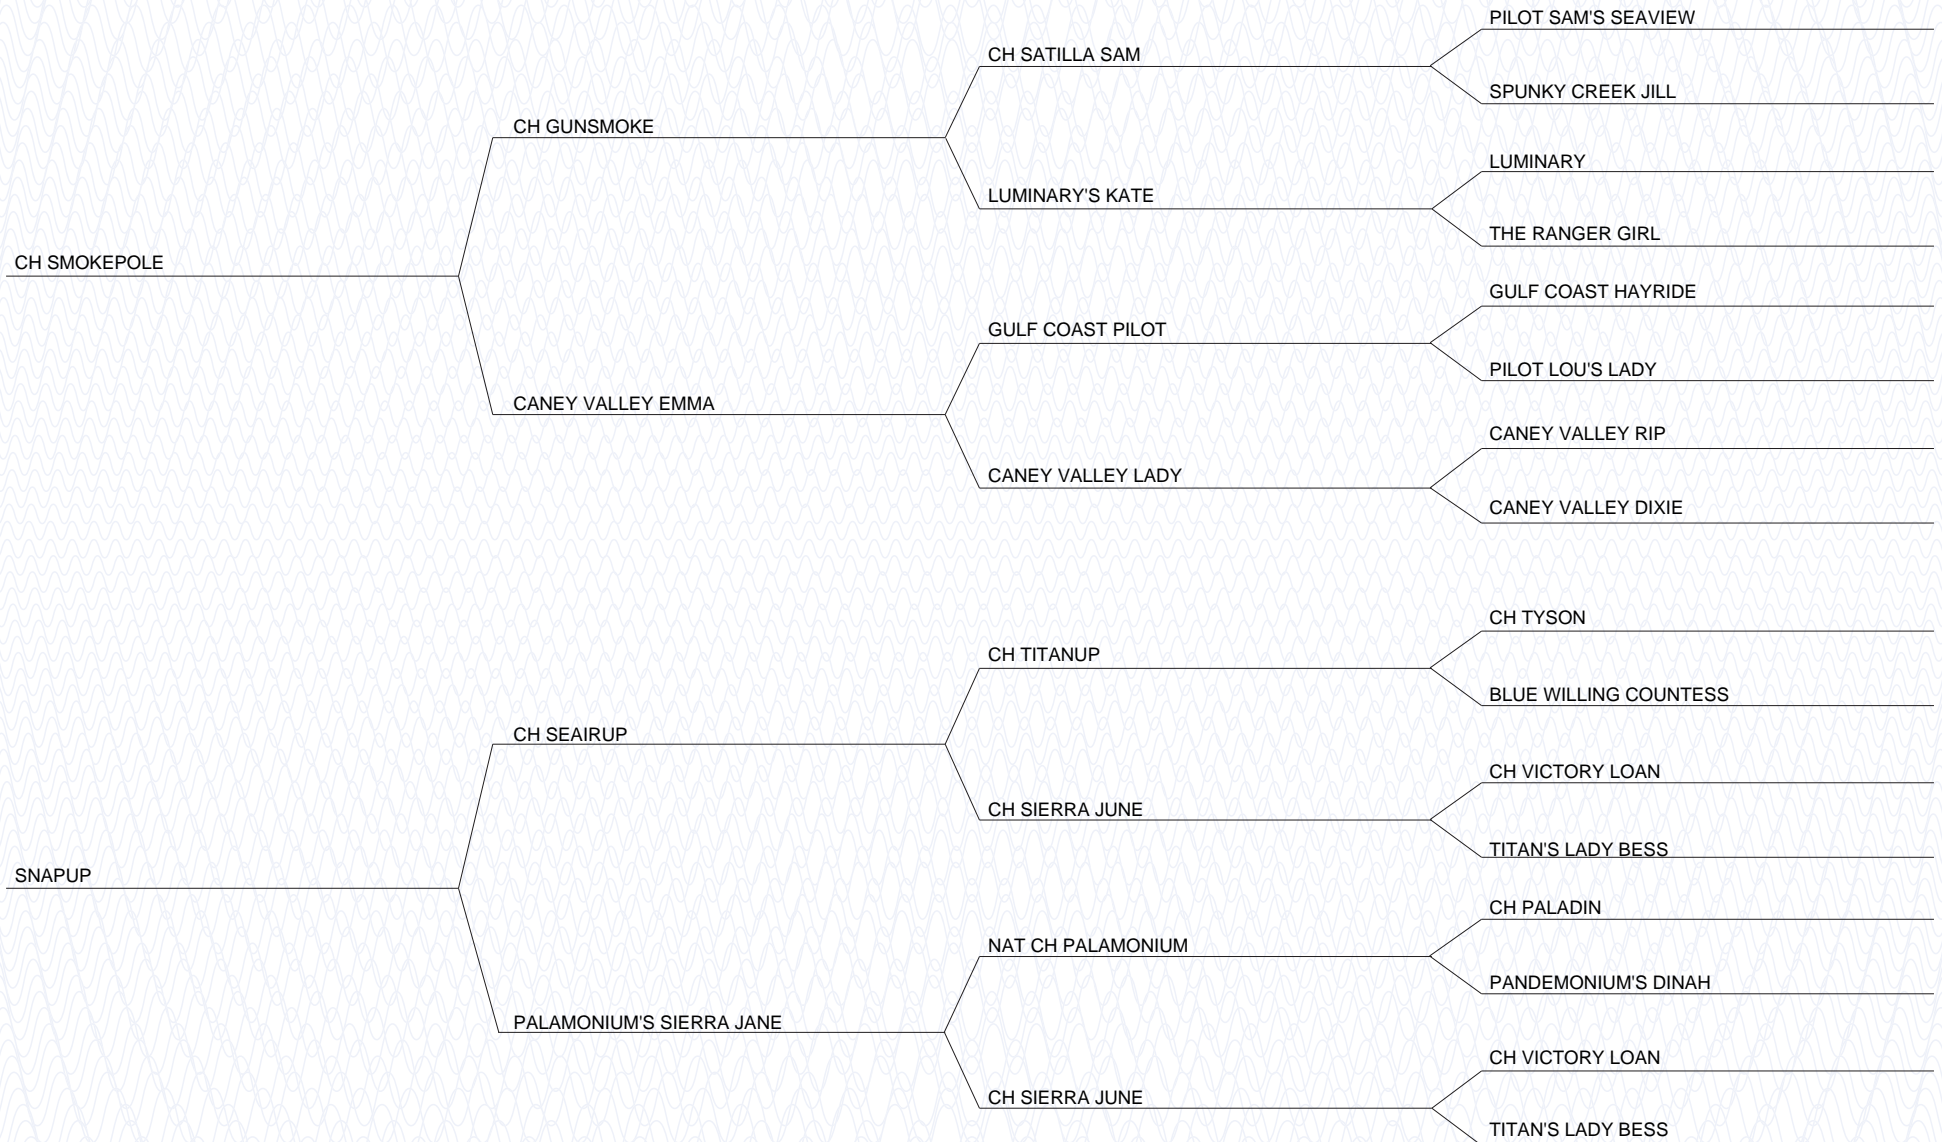 PILOT SAM'S SEAVIEW
CH SATILLA SAM
SPUNKY CREEK JILL
CH GUNSMOKE
LUMINARY
LUMINARY'S KATE
THE RANGER GIRL
CH SMOKEPOLE
GULF COAST HAYRIDE
GULF COAST PILOT
PILOT LOU'S LADY
CANEY VALLEY EMMA
CANEY VALLEY RIP
CANEY VALLEY LADY
CANEY VALLEY DIXIE
CH TYSON
CH TITANUP
BLUE WILLING COUNTESS
CH SEAIRUP
CH VICTORY LOAN
CH SIERRA JUNE
TITAN'S LADY BESS
SNAPUP
CH PALADIN
NAT CH PALAMONIUM
PANDEMONIUM'S DINAH
PALAMONIUM'S SIERRA JANE
CH VICTORY LOAN
CH SIERRA JUNE
TITAN'S LADY BESS